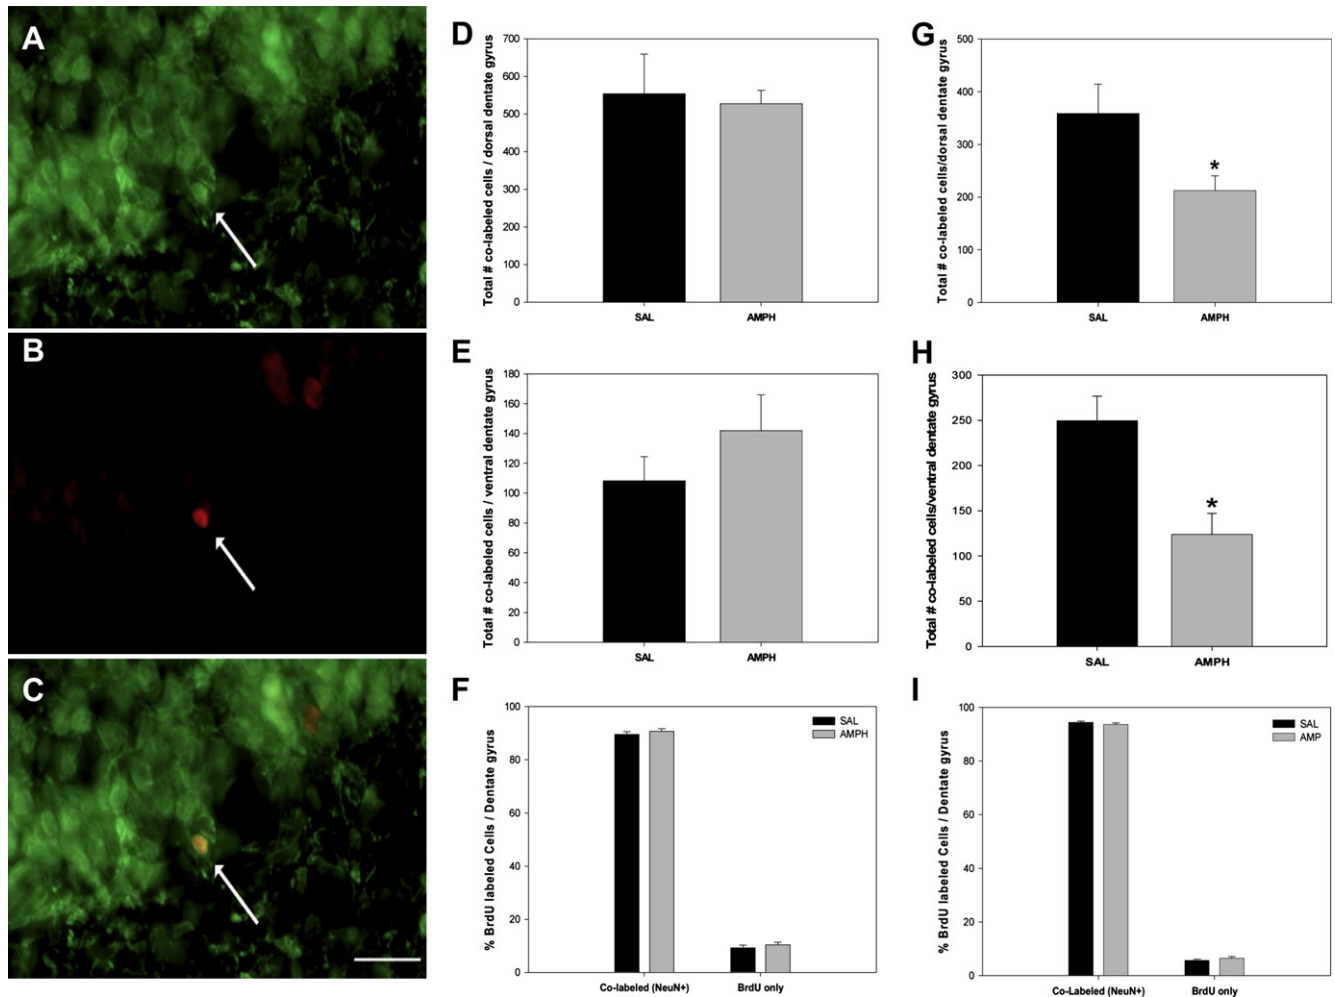 A
B
C
D
Total # co-labeled cells / dorsal dentate gyrus
700
600
500
400
300
200
100
0
SAL
AMPH
E
Total # co-labeled cells / ventral dentate gyrus
180
160
140
120
100
80
60
40
20
0
SAL
AMPH
F
% BrdU labeled Cells / Dentate gyrus
100
80
60
40
20
0
SAL
AMPH
Co-labeled (NeuN+)
BrdU only
G
Total # co-labeled cells/dorsal dentate gyrus
500
400
300
200
100
0
*
SAL
AMPH
H
Total # co-labeled cells/ventral dentate gyrus
300
250
200
150
100
50
0
*
SAL
AMPH
I
% BrdU labeled Cells / Dentate gyrus
100
80
60
40
20
0
SAL
AMP
Co-Labeled (NeuN+)
BrdU only